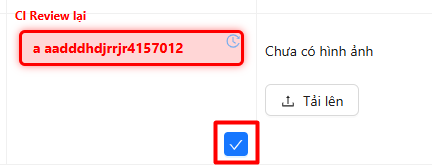 CI Review lại
a aadddhdjrrjr4157012
Chưa có hình ảnh
Tải lên